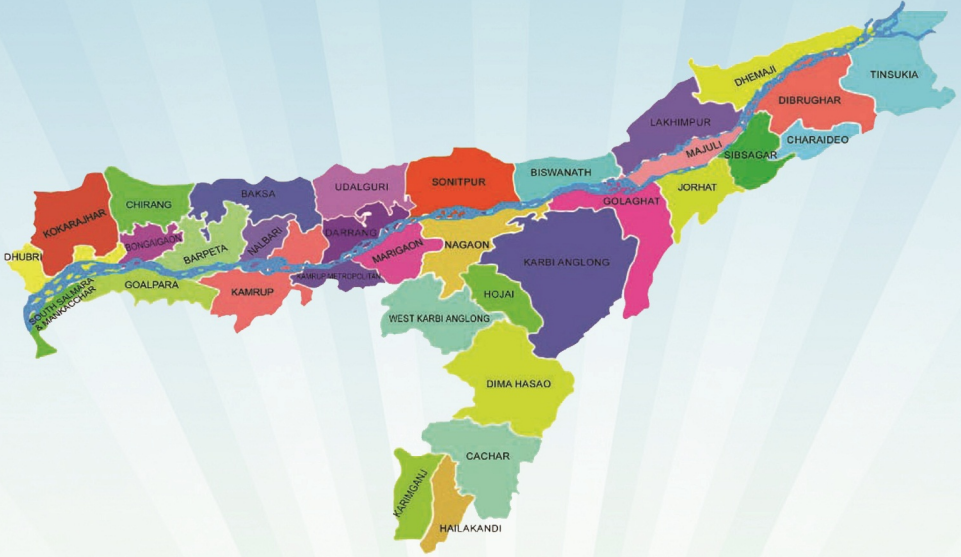 TINSUKIA
DHEMAJI
DIBRUGHAR
LAKHIMPUR
CHARAIDEO
MAJULI
SIBSAGAR
BISWANATH
SONITPUR
UDALGURI
JORHAT
BAKSA
GOLAGHAT
CHIRANG
KOKARAJHAR
DARRANG
NALBARI
BONGAIGAON
BARPETA
MARIGAON
NAGAON
DHUBRI
KARBI ANGLONG
KAMRUP METROPOLITAN
GOALPARA
KAMRUP
HOJAI
SOUTH SALMARA
& MANKACCHAR
WEST KARBI ANGLONG
DIMA HASAO
CACHAR
KARIMGANJ
HAILAKANDI